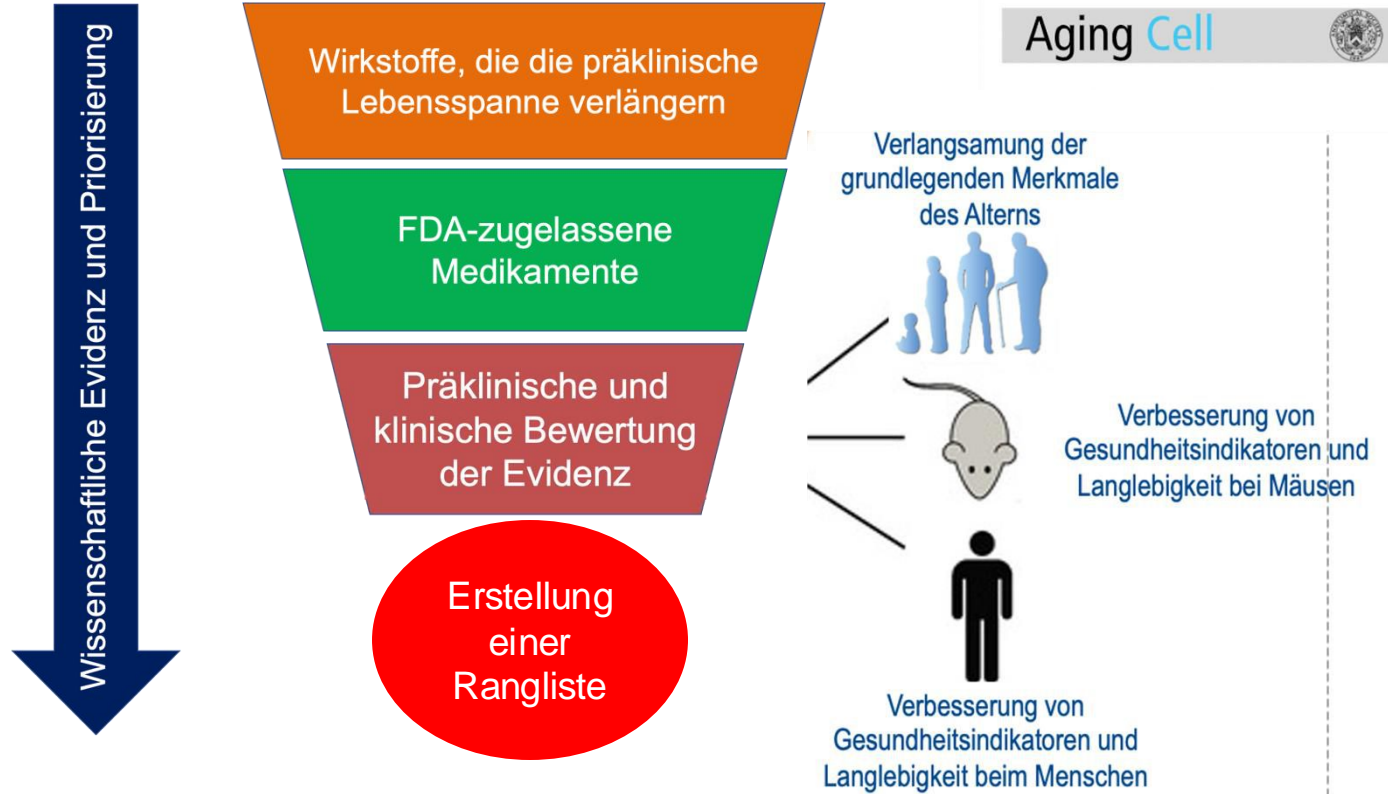 Wissenschaftliche Evidenz und Priorisierung
Wirkstoffe, die die präklinische
Lebensspanne verlängern
FDA-zugelassene
Medikamente
Präklinische und
klinische Bewertung
der Evidenz
Erstellung
einer
Rangliste
Aging Cell
Verlangsamung der
grundlegenden Merkmale
des Alterns
Verbesserung von
Gesundheitsindikatoren und
Langlebigkeit bei Mäusen
Verbesserung von
Gesundheitsindikatoren und
Langlebigkeit beim Menschen